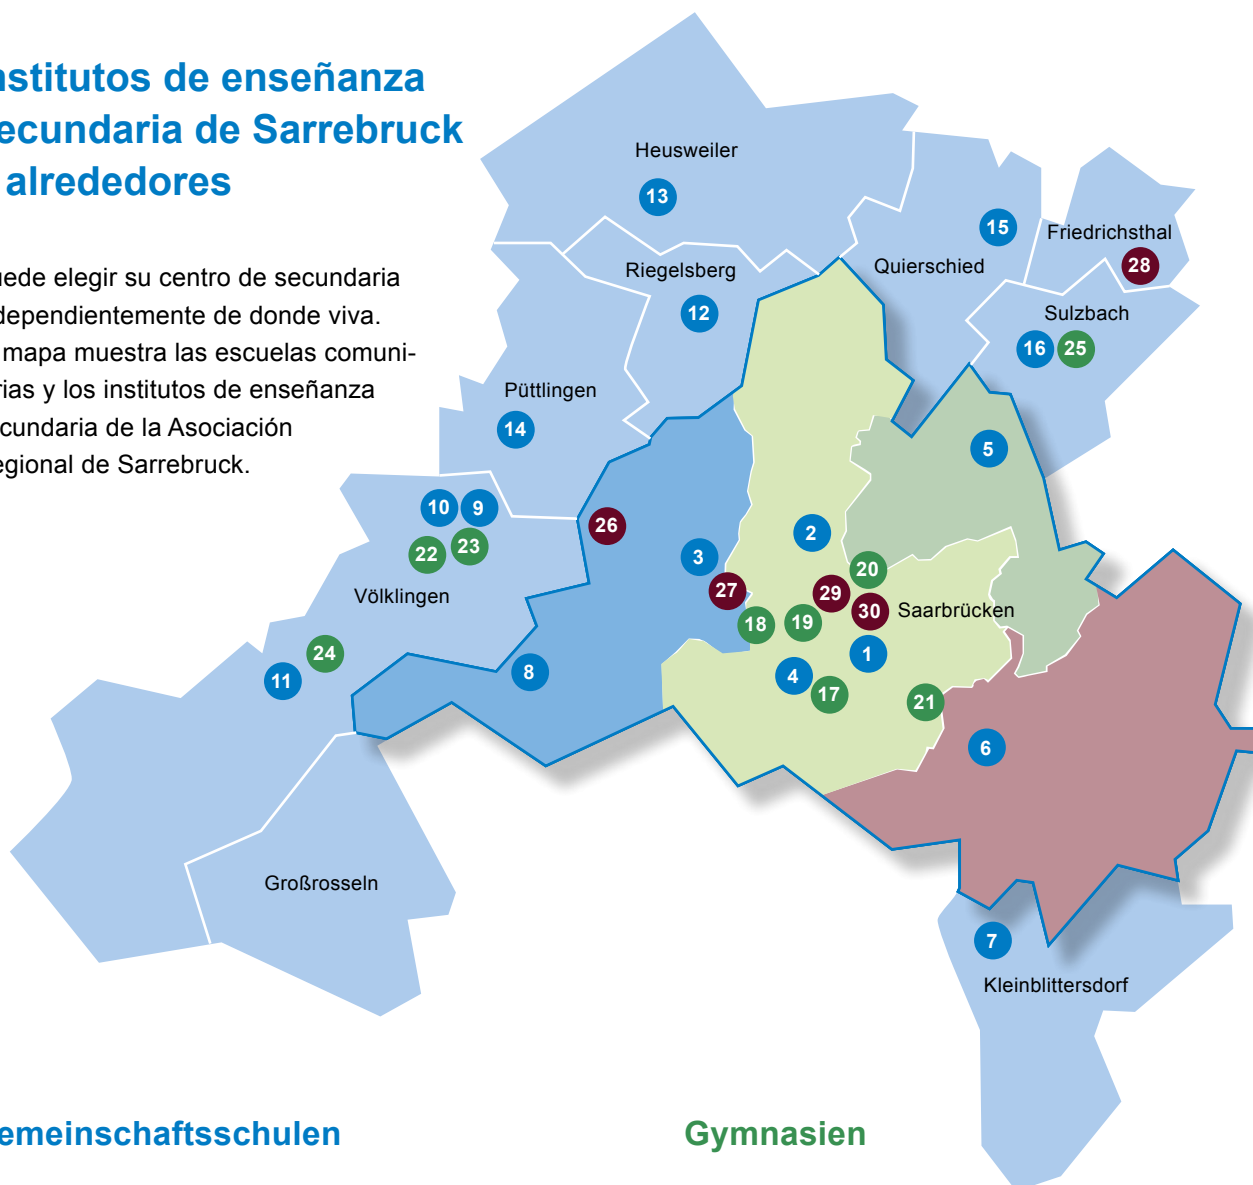 nstitutos de enseñanza
ecundaria de Sarrebruck
alrededores
uede elegir su centro de secundaria
dependientemente de donde viva.
mapa muestra las escuelas comuni-
rias y los institutos de enseñanza
cundaria de la Asociación
egional de Sarrebruck.
Heusweiler
13
15
Friedrichsthal
28
Riegelsberg
Quierschied
12
Sulzbach
16 25
Püttlingen
14
5
10 9
26
2
22 23
3
20
27
29
Völklingen
30
Saarbrücken
18
19
24
1
11
8
4
17
21
6
Großrosseln
7
Kleinblittersdorf
emeinschaftsschulen
Gymnasien